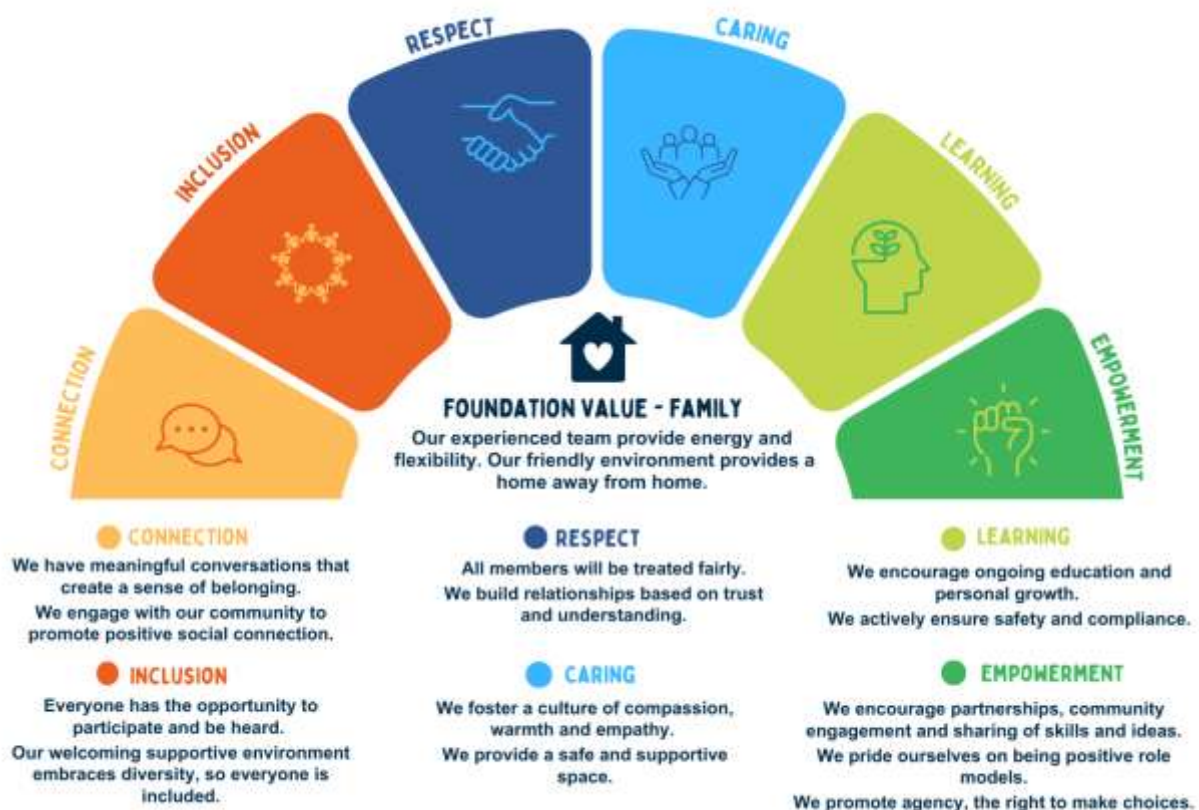 CONNECTION
INCLUSION
RESPECT
CARING
LEARNING
EMPOWERMENT
FOUNDATION VALUE - FAMILY
Our experienced team provide energy and
flexibility. Our friendly environment provides a
home away from home.
CONNECTION
We have meaningful conversations that
create a sense of belonging.
We engage with our community to
promote positive social connection.
INCLUSION
Everyone has the opportunity to
participate and be heard.
Our welcoming supportive environment
embraces diversity, so everyone is
included.
RESPECT
All members will be treated fairly.
We build relationships based on trust
and understanding.
CARING
We foster a culture of compassion,
warmth and empathy.
We provide a safe and supportive
space.
LEARNING
We encourage ongoing education and
personal growth.
We actively ensure safety and compliance.
EMPOWERMENT
We encourage partnerships, community
engagement and sharing of skills and ideas.
We pride ourselves on being positive role
models.
We promote agency, the right to make choices.